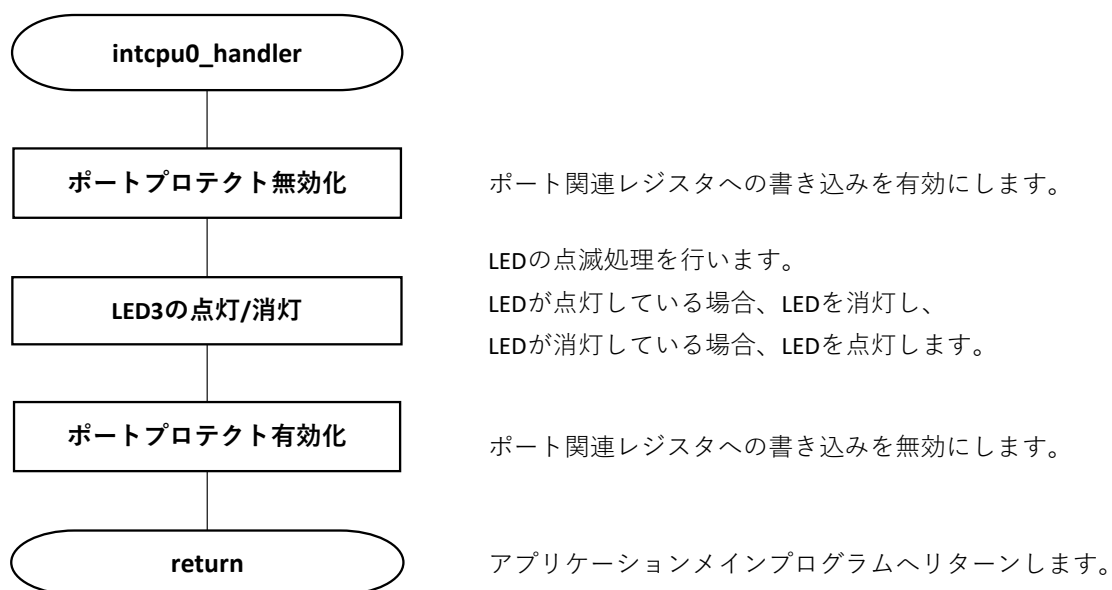 intcpu0_handler
ポートプロテクト無効化
ポート関連レジスタへの書き込みを有効にします。
LED3の点灯/消灯
LEDの点滅処理を行います。
LEDが点灯している場合、LEDを消灯し、
LEDが消灯している場合、LEDを点灯します。
ポートプロテクト有効化
ポート関連レジスタへの書き込みを無効にします。
return
アプリケーションメインプログラムへリターンします。